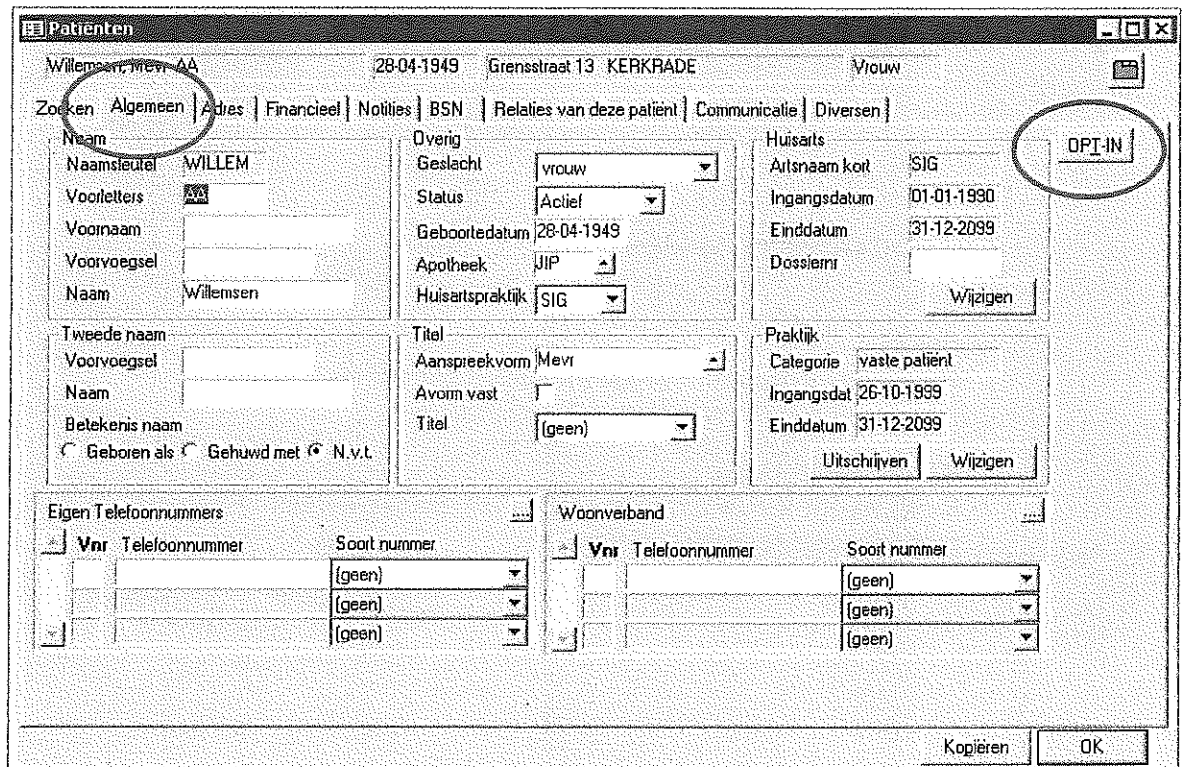 Patiënten
Willemsen, Mevr AA 28-04-1949 Grensstraat 13 KERKRADE Vrouw
Zoeken Algemeen Adres Financieel Notities BSN Relaties van deze patiënt Communicatie Diversen
OPT-IN
Naam
Naamsleutel WILLEM
Voorletters AA
Voornaam
Voorvoegsel
Naam Willemsen
Overig
Geslacht vrouw
Status Actief
Geboortedatum 28-04-1949
Apotheek JIP
Huisartspraktijk SIG
Huisarts
Artsnaam kort SIG
Ingangsdatum 01-01-1990
Einddatum 31-12-2099
Dossiernr
Wijzigen
Tweede naam
Voorvoegsel
Naam
Betekenis naam
Geboren als Gehuwd met N.v.t.
Titel
Aanspreekvorm Mevr
Avorm vast
Titel (geen)
Praktijk
Categorie vaste patiënt
Ingangsdat 26-10-1999
Einddatum 31-12-2099
Uitschrijven Wijzigen
Eigen Telefoonnummers ....
Vnr Telefoonnummer Soort nummer
(geen)
(geen)
(geen)
Woonverband ....
Vnr Telefoonnummer Soort nummer
(geen)
(geen)
(geen)
Kopiëren OK